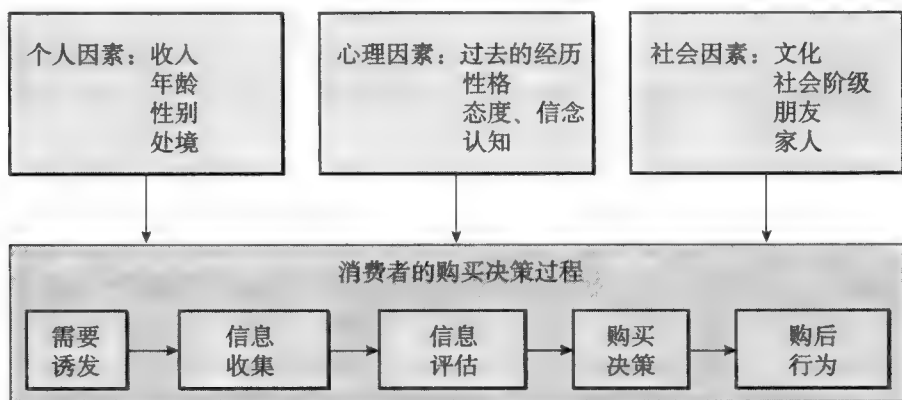 个人因素：收入
年龄
性别
处境
心理因素：过去的经历
性格
态度、信念
认知
社会因素：文化
社会阶级
朋友
家人
消费者的购买决策过程
需要
诱发
信息
收集
信息
评估
购买
决策
购后
行为